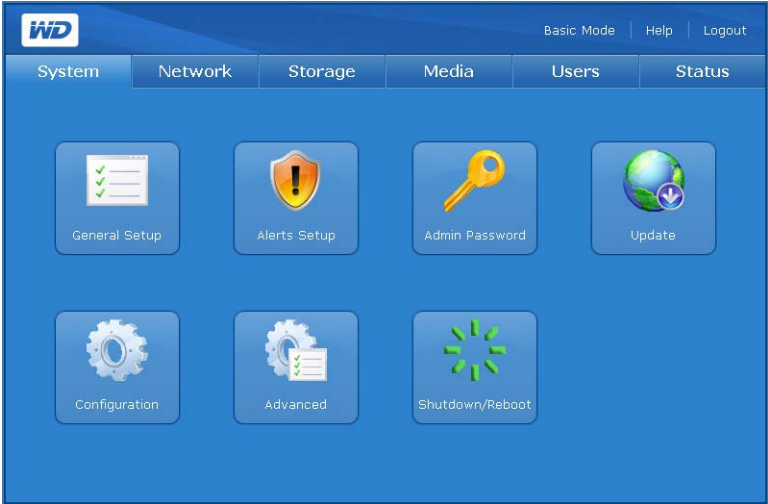 WD
Basic Mode Help Logout
System Network Storage Media Users Status
General Setup Alerts Setup Admin Password Update
Configuration Advanced Shutdown/Reboot